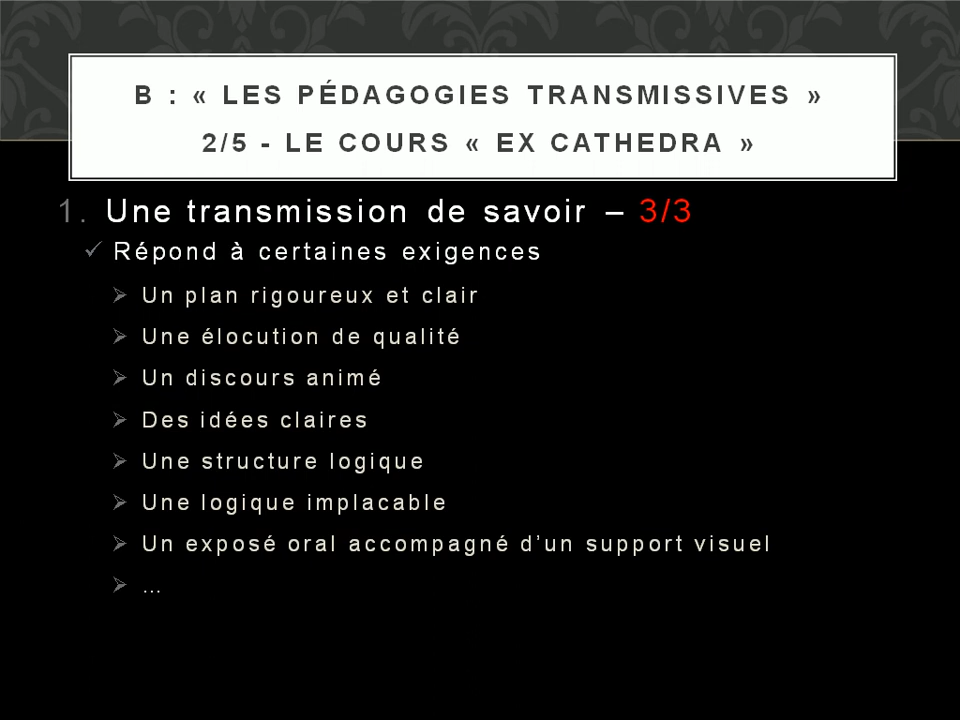 B : « LES PÉDAGOGIES TRANSMISSIVES »
2/5 - LE COURS « EX CATHEDRA »
1. Une transmission de savoir – 3/3
✓ Répond à certaines exigences
➢ Un plan rigoureux et clair
➢ Une élocution de qualité
➢ Un discours animé
➢ Des idées claires
➢ Une structure logique
➢ Une logique implacable
➢ Un exposé oral accompagné d’un support visuel
➢ …